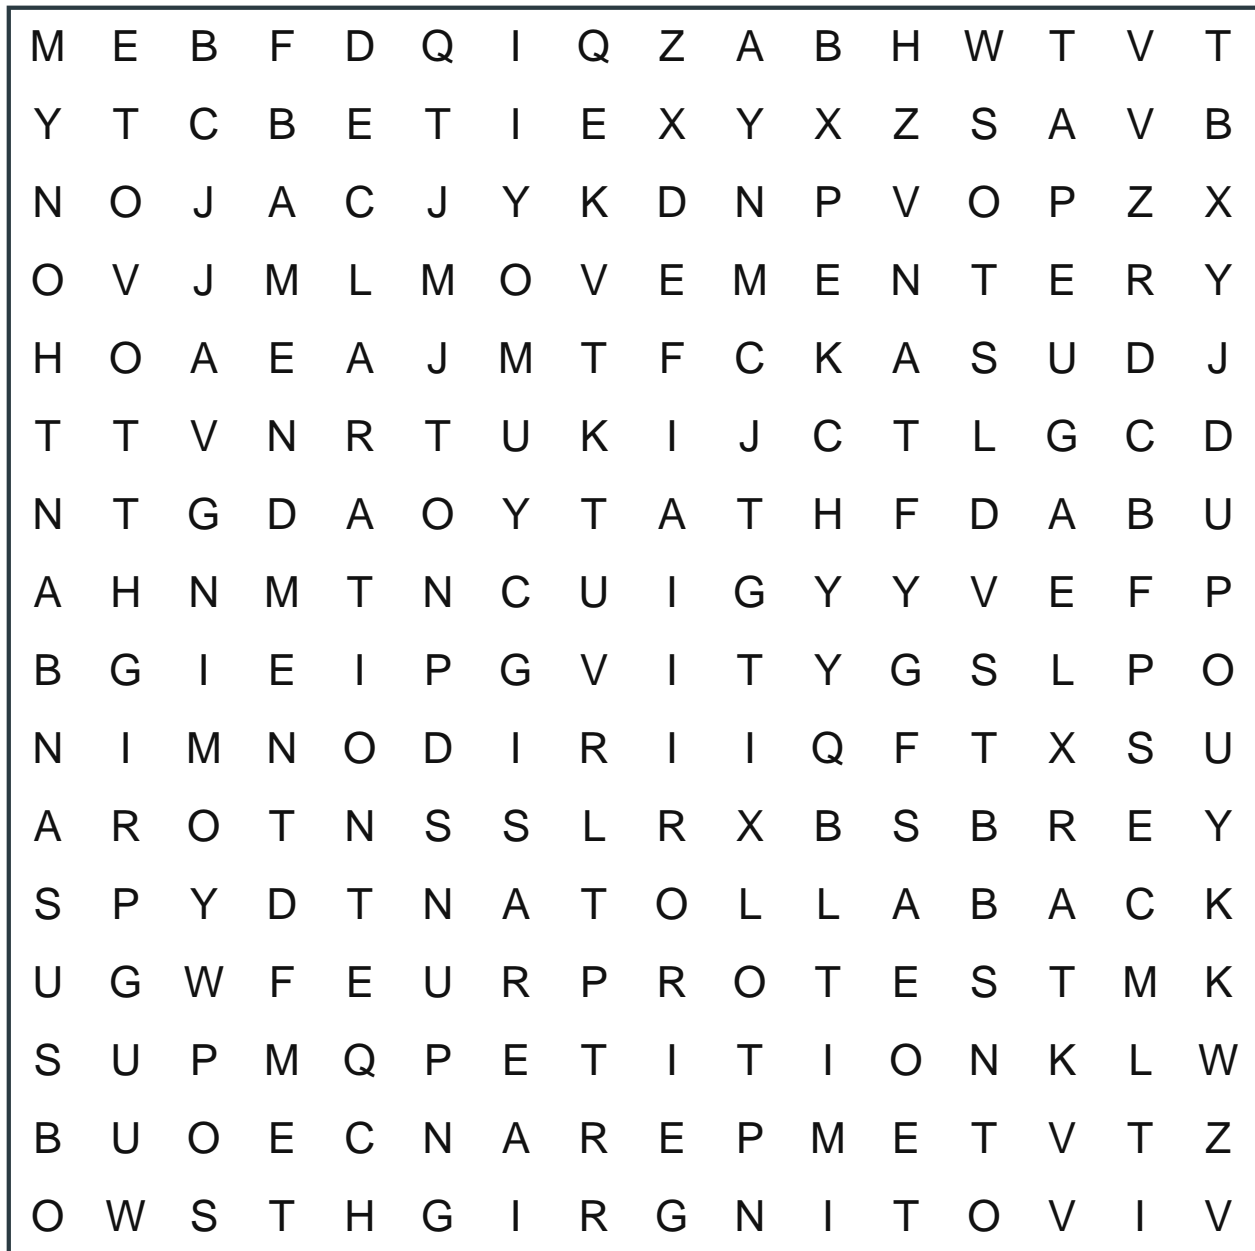 M E B F D Q I Q Z A B H W T V T
Y T C B E T I E X Y X Z S A V B
N O J A C J Y K D N P V O P Z X
O V J M L M O V E M E N T E R Y
H O A E A J M T F C K A S U D J
T T V N R T U K I J C T L G C D
N T G D A O Y T A T H F D A B U
A H N M T N C U I G Y Y V E F P
B G I E I P G V I T Y G S L P O
N I M N O D I R I I Q F T X S U
A R O T N S S L R X B S B R E Y
S P Y D T N A T O L L A B A C K
U G W F E U R P R O T E S T M K
S U P M Q P E T I T I O N K L W
B U O E C N A R E P M E T V T Z
O W S T H G I R G N I T O V I V